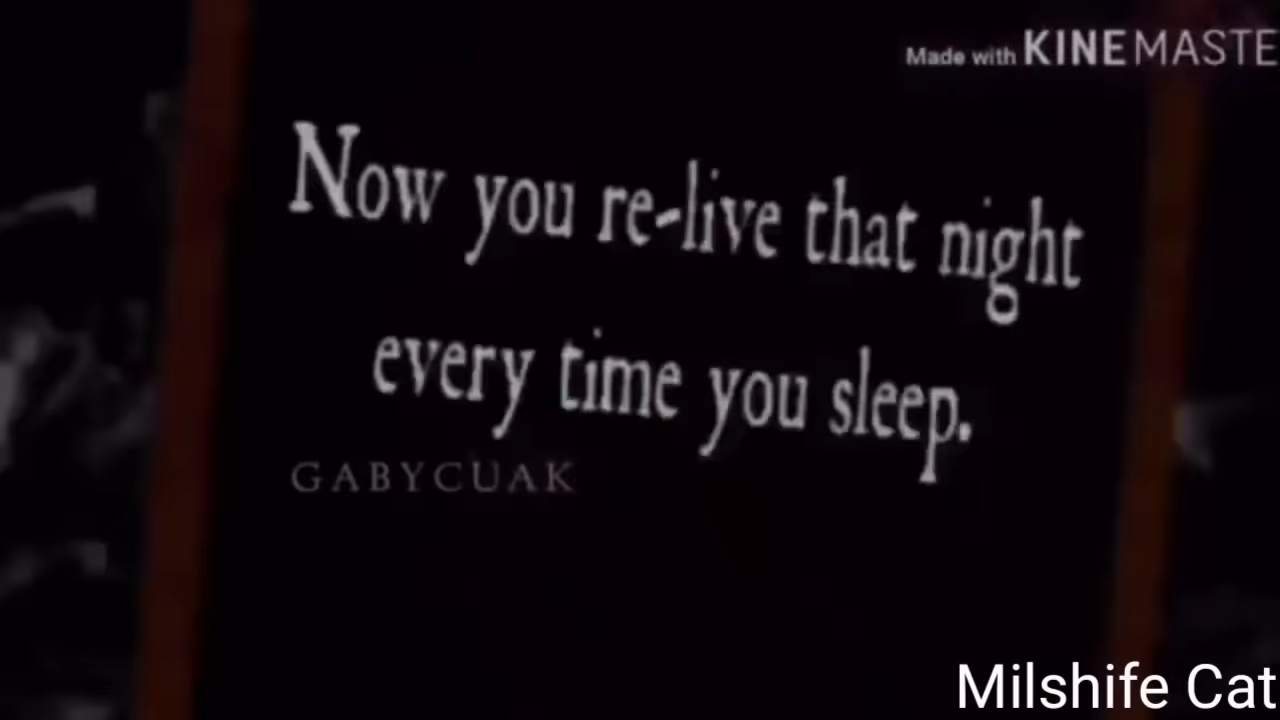 Made with KINEMASTE
Now you re-live that night
every time you sleep.
GABYCUAK
Milshife Cat